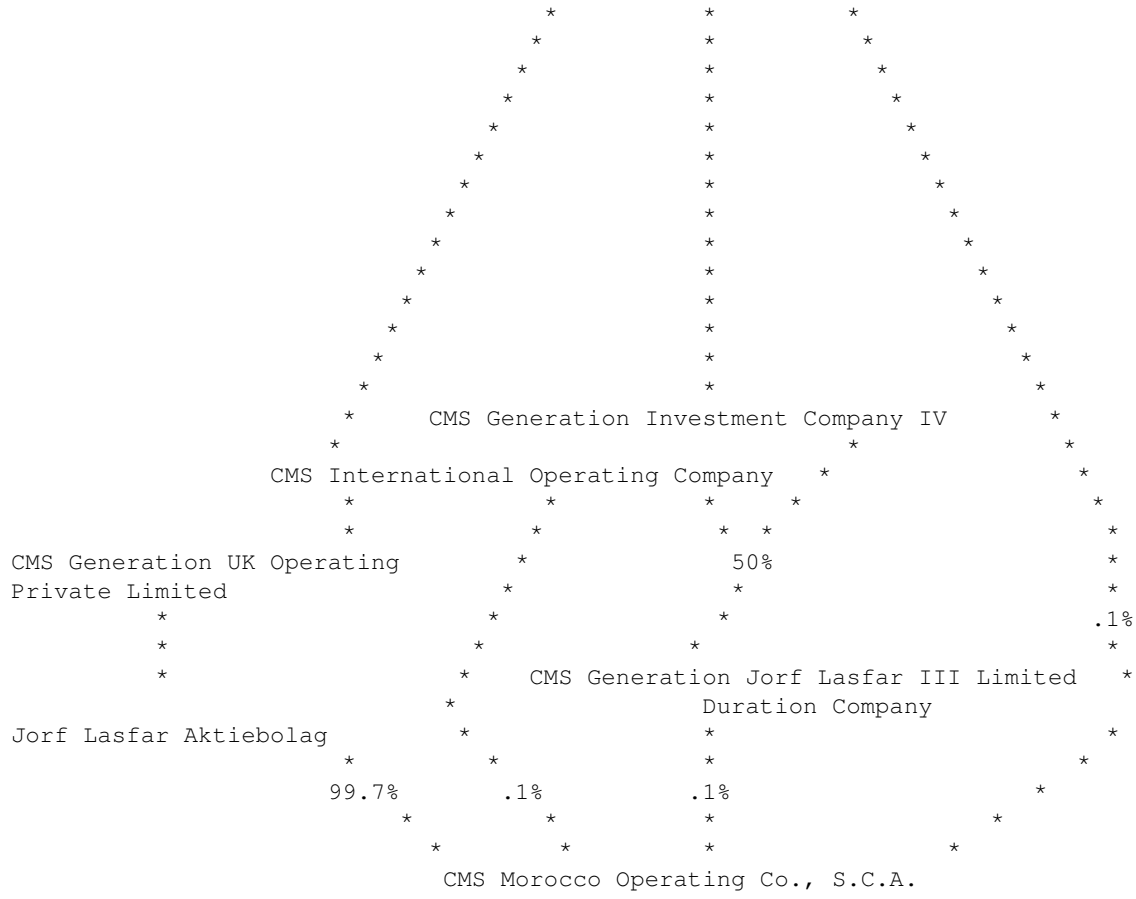 * * *
* * *
* * *
* * *
* * *
* * *
* * *
* * *
* * *
* * *
* * *
* * *
* * *
* * *
* CMS Generation Investment Company IV *
* * *
CMS International Operating Company * *
* * * * *
* * * * *
CMS Generation UK Operating * 50% *
Private Limited * * *
* * * .1%
* * * *
* * CMS Generation Jorf Lasfar III Limited *
* Duration Company
Jorf Lasfar Aktiebolag * * *
* * * *
99.7% .1% .1% *
* * * *
* * * *
CMS Morocco Operating Co., S.C.A.